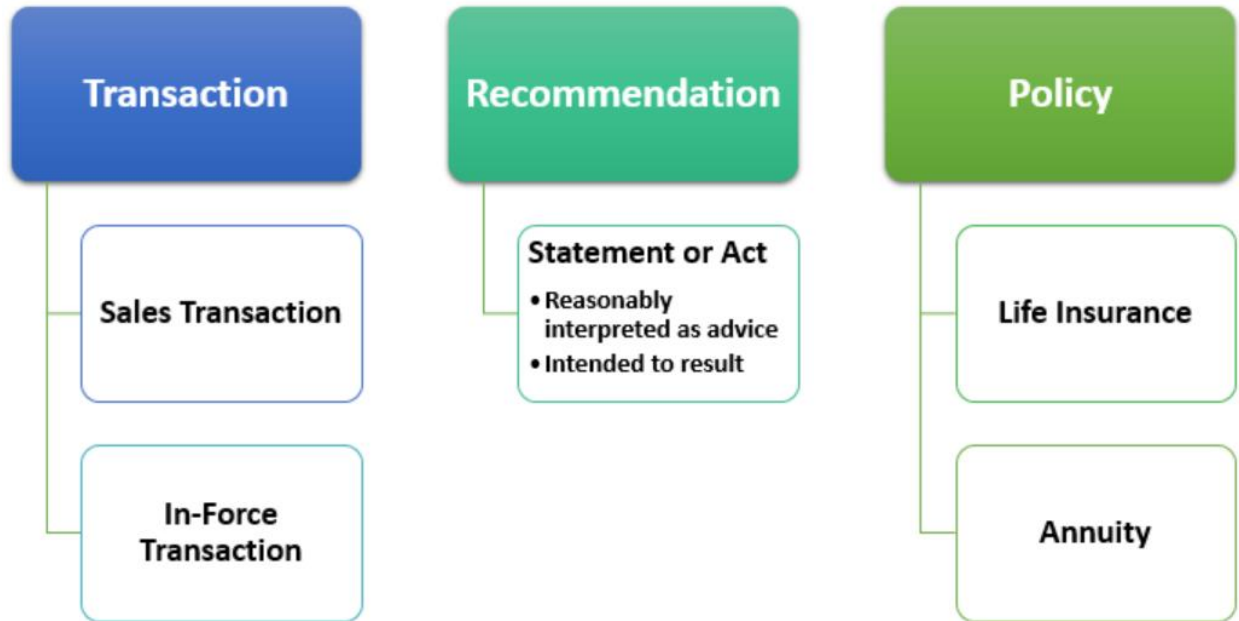 Transaction
Sales Transaction
In-Force
Transaction
Recommendation
Statement or Act
• Reasonably
interpreted as advice
• Intended to result
Policy
Life Insurance
Annuity